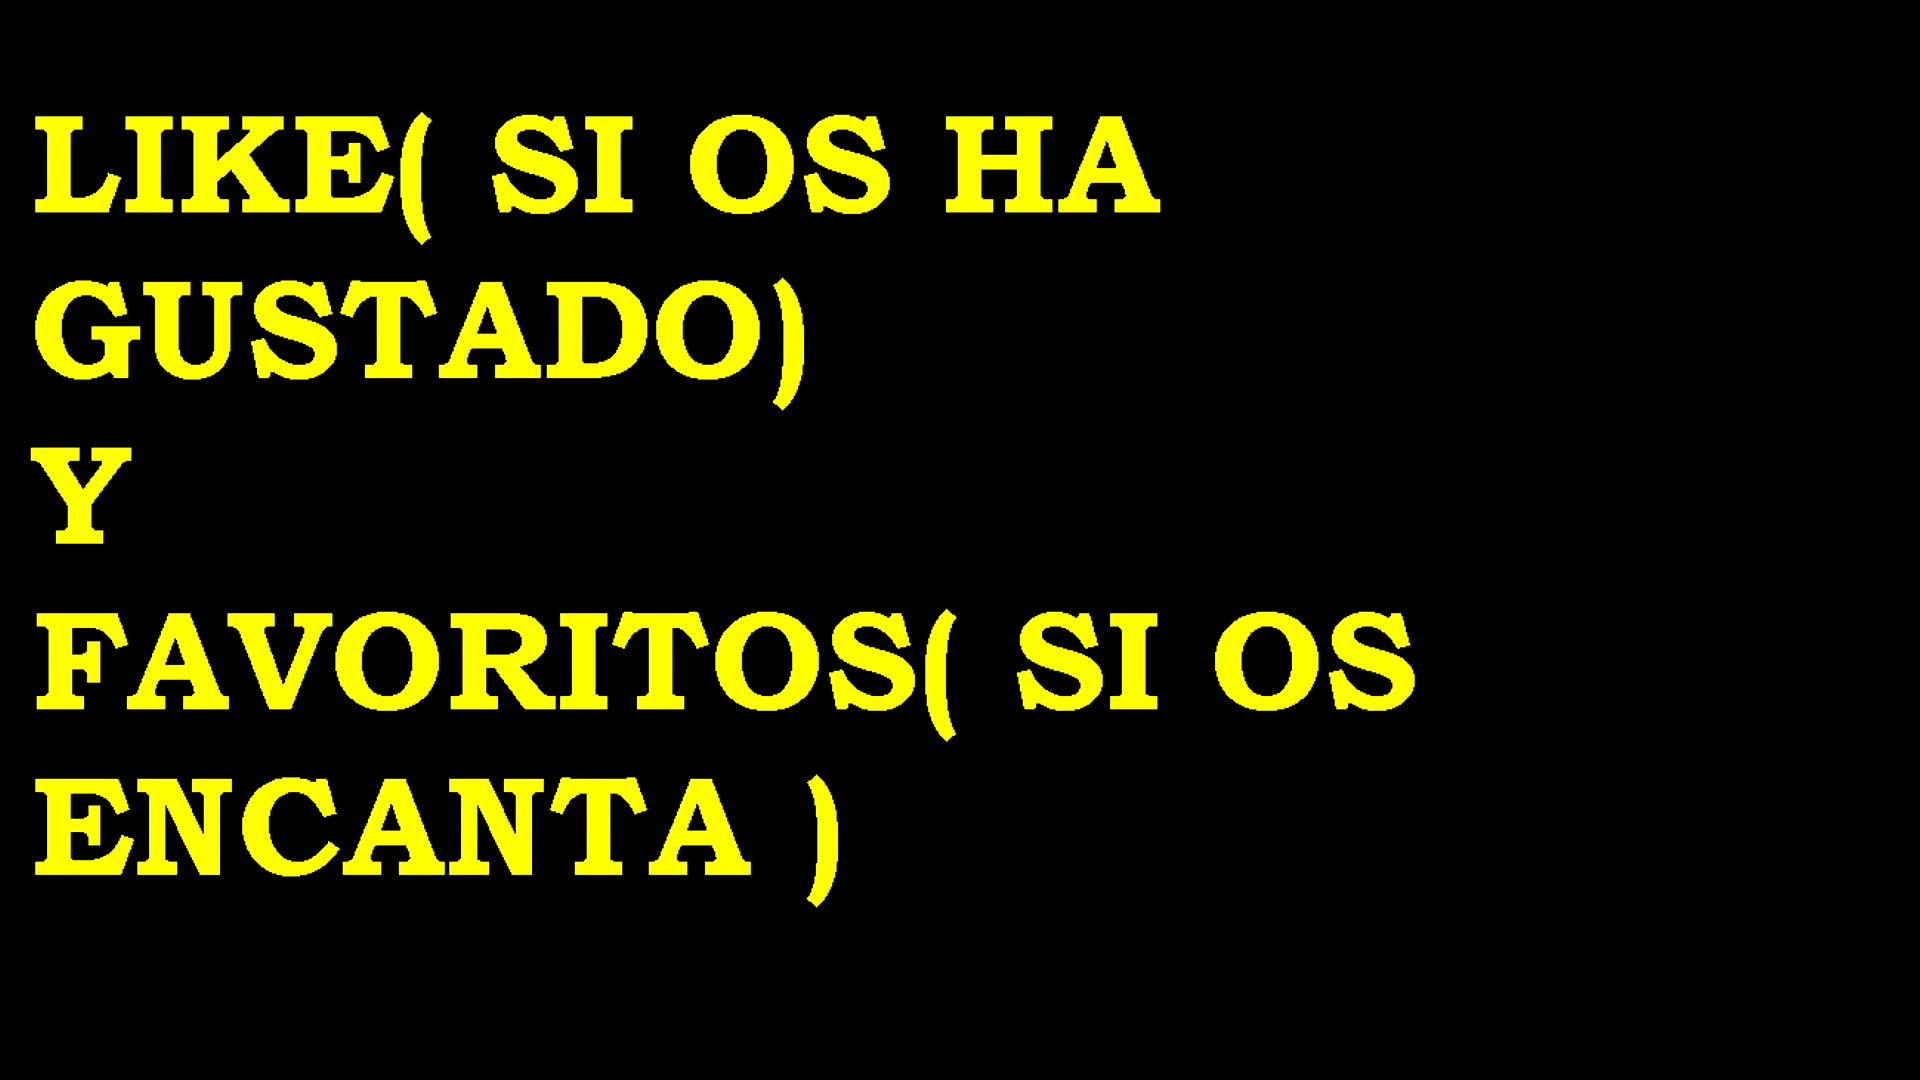 LIKE( SI OS HA
GUSTADO)
Y
FAVORITOS( SI OS
ENCANTA )